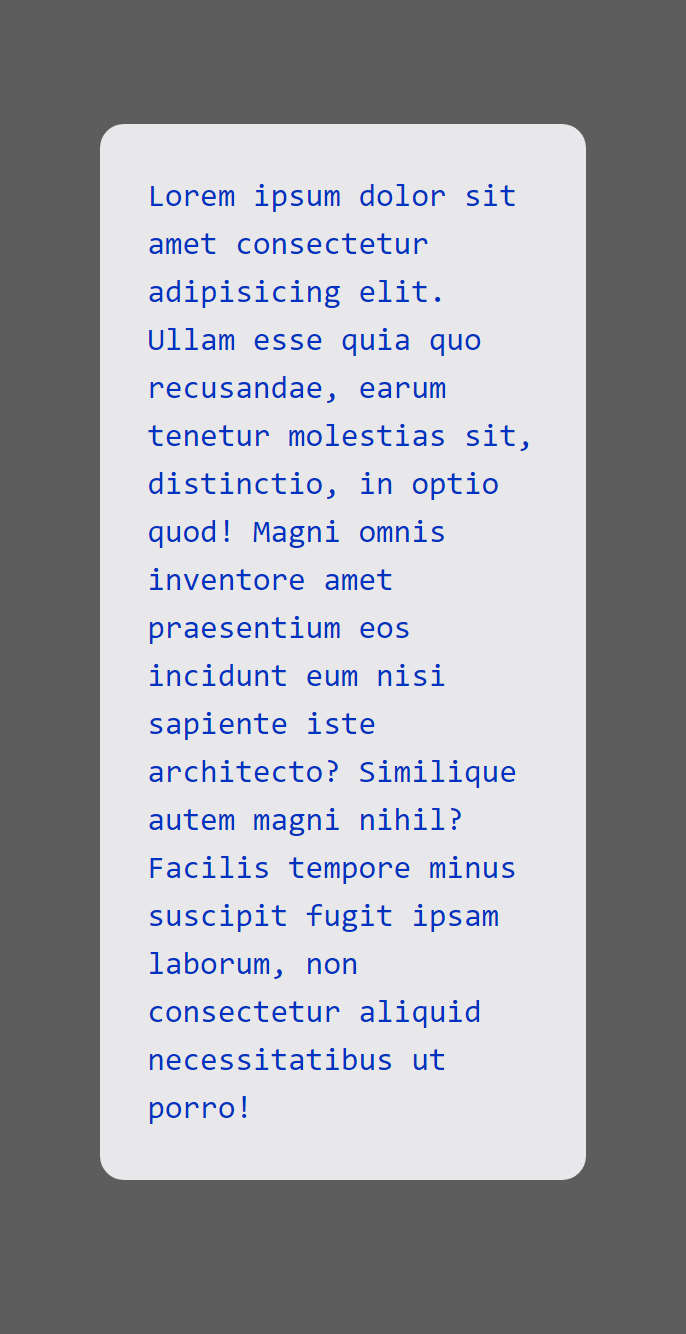 Lorem ipsum dolor sit
amet consectetur
adipisicing elit.
Ullam esse quia quo
recusandae, earum
tenetur molestias sit,
distinctio, in optio
quod! Magni omnis
inventore amet
praesentium eos
incidunt eum nisi
sapiente iste
architecto? Similique
autem magni nihil?
Facilis tempore minus
suscipit fugit ipsam
laborum, non
consectetur aliquid
necessitatibus ut
porro!